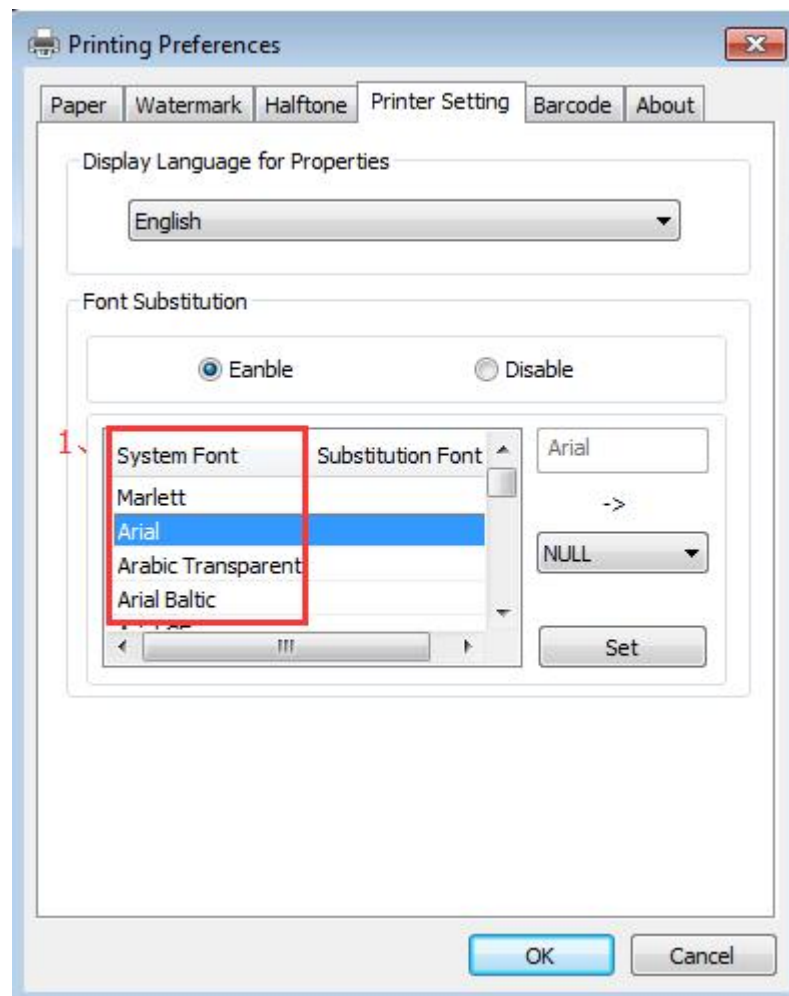 Printing Preferences
Paper Watermark Halftone Printer Setting Barcode About
Display Language for Properties
English
Font Substitution
Eanble Disable
1、
System Font Substitution Font Arial
Marlett ->
Arial
Arabic Transparent NULL
Arial Baltic
Set
OK Cancel